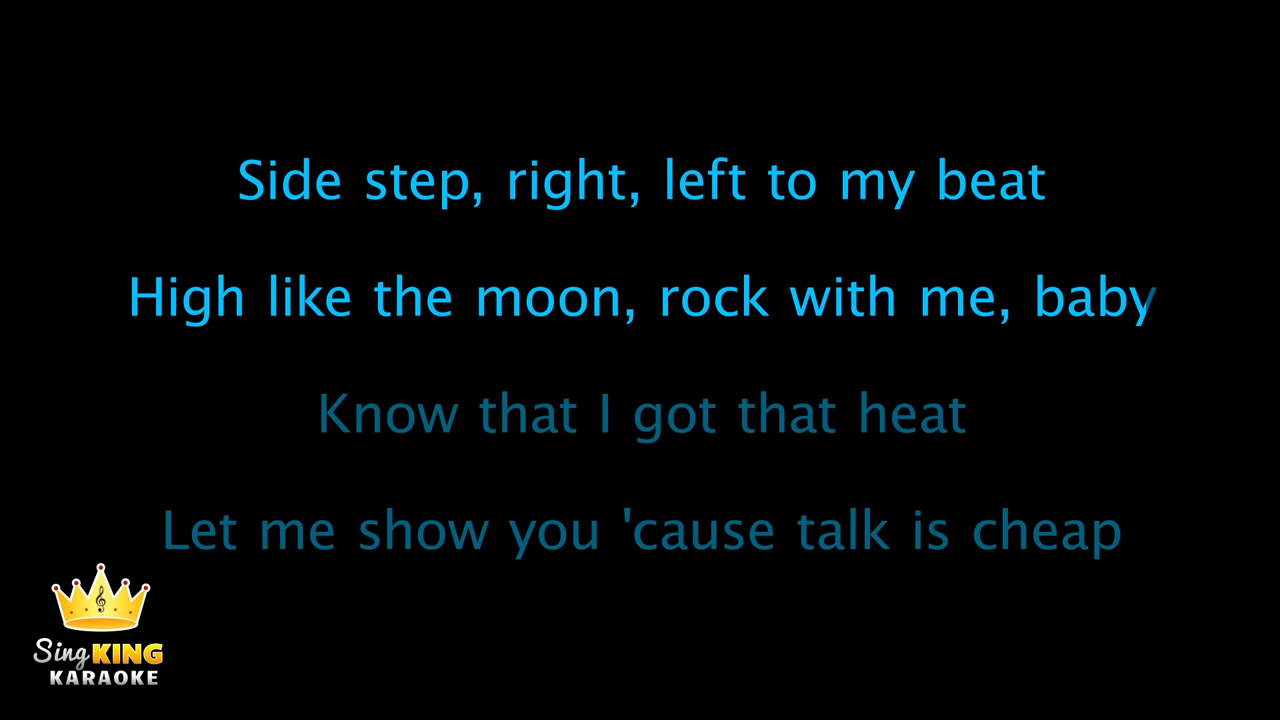 Side step, right, left to my beat
High like the moon, rock with me, baby
Know that I got that heat
Let me show you 'cause talk is cheap
Sing KING
KARAOKE